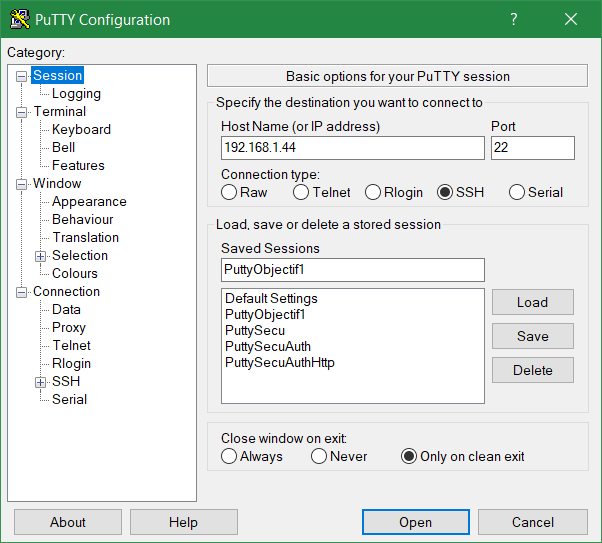 PuTTY Configuration
Category:
Session
Logging
Terminal
Keyboard
Bell
Features
Window
Appearance
Behaviour
Translation
Selection
Colours
Connection
Data
Proxy
Telnet
Rlogin
SSH
Serial
Basic options for your PuTTY session
Specify the destination you want to connect to
Host Name (or IP address) Port
192.168.1.44 22
Connection type:
Raw Telnet Rlogin SSH Serial
Load, save or delete a stored session
Saved Sessions
PuttyObjectif1
Default Settings
PuttyObjectif1
PuttySecu
PuttySecuAuth
PuttySecuAuthHttp
Load
Save
Delete
Close window on exit:
Always Never Only on clean exit
About Help Open Cancel